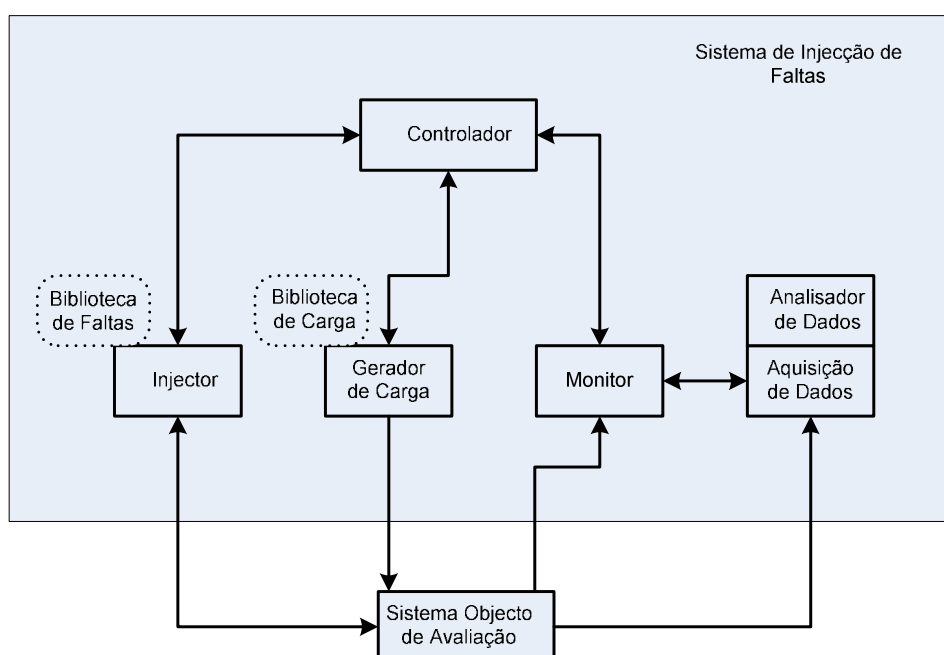 Sistema de Injecção de
Faltas
Controlador
Biblioteca
de Faltas
Biblioteca
de Carga
Analisador
de Dados
Injector
Gerador
de Carga
Monitor
Aquisição
de Dados
Sistema Objecto
de Avaliação